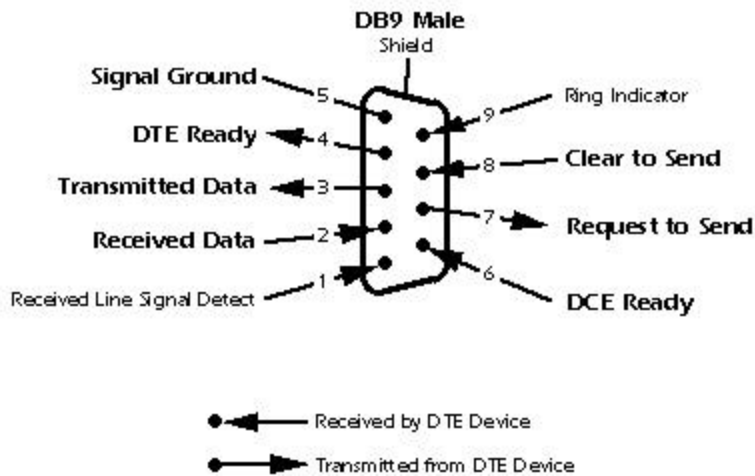 DB9 Male
Shield
Signal Ground
5
DTE Ready
4
Transmitted Data
3
Received Data
2
Received Line Signal Detect
1
9
Ring Indicator
8
Clear to Send
7
Request to Send
6
DCE Ready
Received by DTE Device
Transmitted from DTE Device